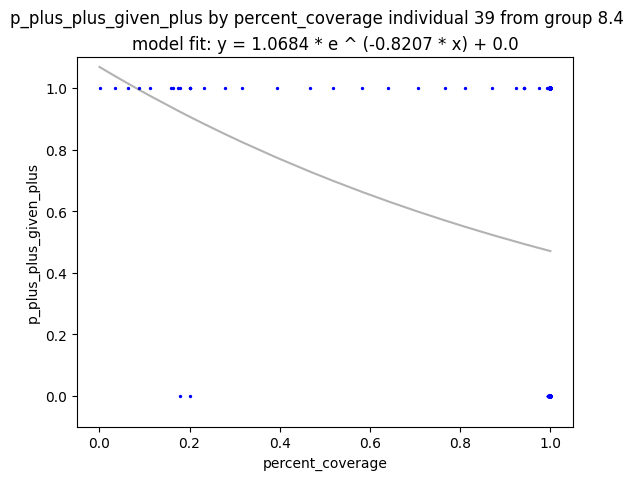 p_plus_plus_given_plus by percent_coverage individual 39 from group 8.4
model fit: y = 1.0684 * e ^ (-0.8207 * x) + 0.0
1.0
0.8
0.6
0.4
0.2
0.0
p_plus_plus_given_plus
0.0 0.2 0.4 0.6 0.8 1.0
percent_coverage